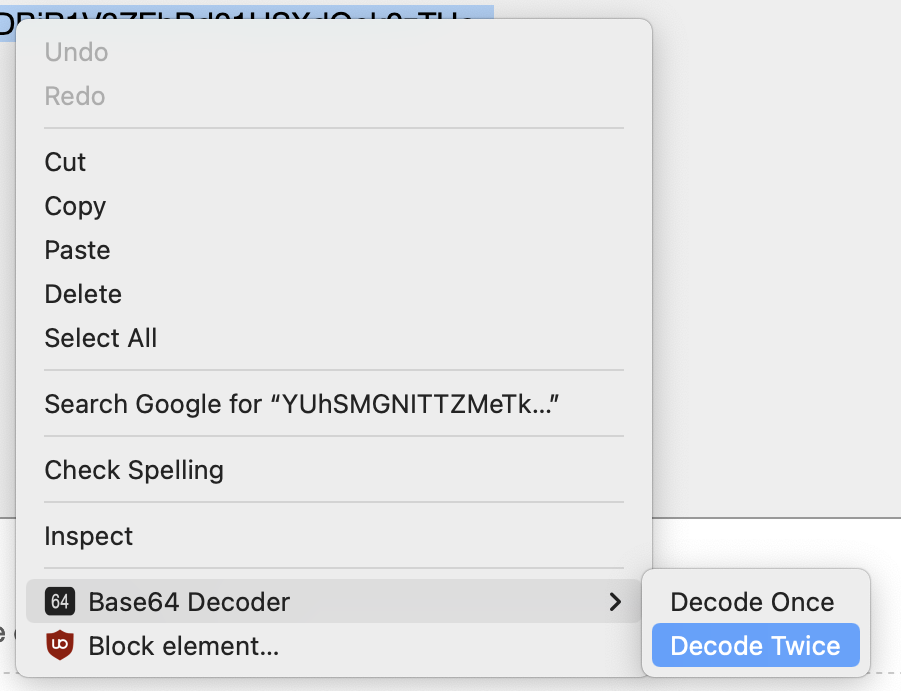 Undo
Redo
Cut
Copy
Paste
Delete
Select All
Search Google for “YUhSMGNITTZMeTk...”
Check Spelling
Inspect
64 Base64 Decoder
Decode Once
uo Block element...
Decode Twice